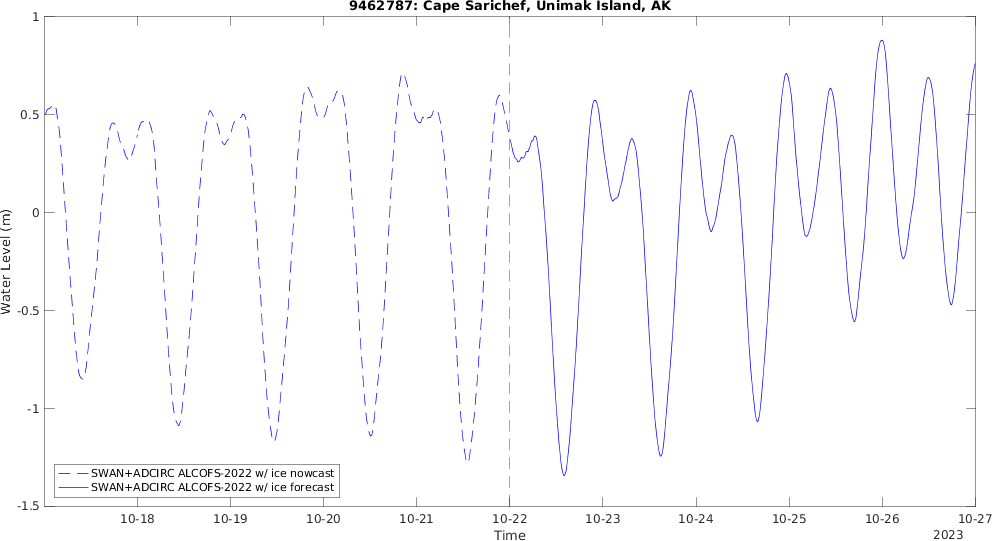 9462787: Cape Sarichef, Unimak Island, AK
1
0.5
0
-0.5
-1
-1.5
Water Level (m)
SWAN+ADCIRC ALCOFS-2022 w/ ice nowcast
SWAN+ADCIRC ALCOFS-2022 w/ ice forecast
10-18 10-19 10-20 10-21 10-22 10-23 10-24 10-25 10-26 10-27
Time
2023